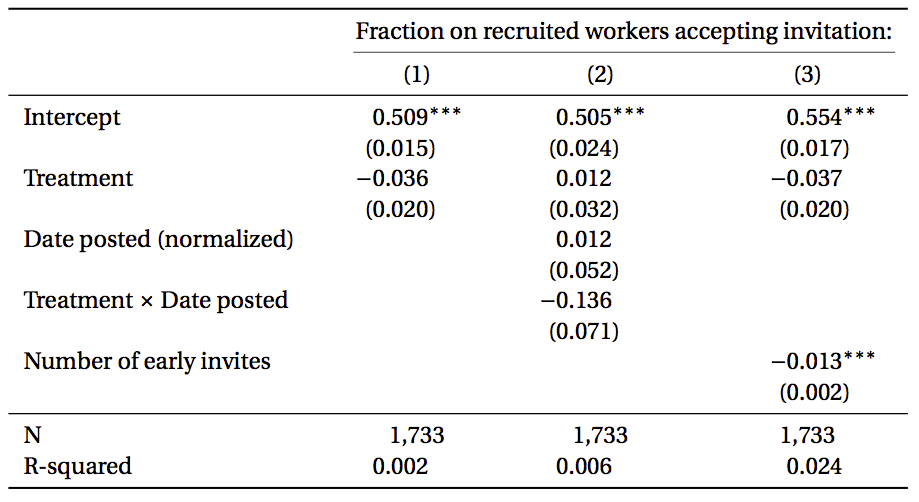 Fraction on recruited workers accepting invitation:
(1) (2) (3)
Intercept 0.509*** 0.505*** 0.554***
(0.015) (0.024) (0.017)
Treatment −0.036 0.012 −0.037
(0.020) (0.032) (0.020)
Date posted (normalized) 0.012
(0.052)
Treatment × Date posted −0.136
(0.071)
Number of early invites −0.013***
(0.002)
N 1,733 1,733 1,733
R-squared 0.002 0.006 0.024